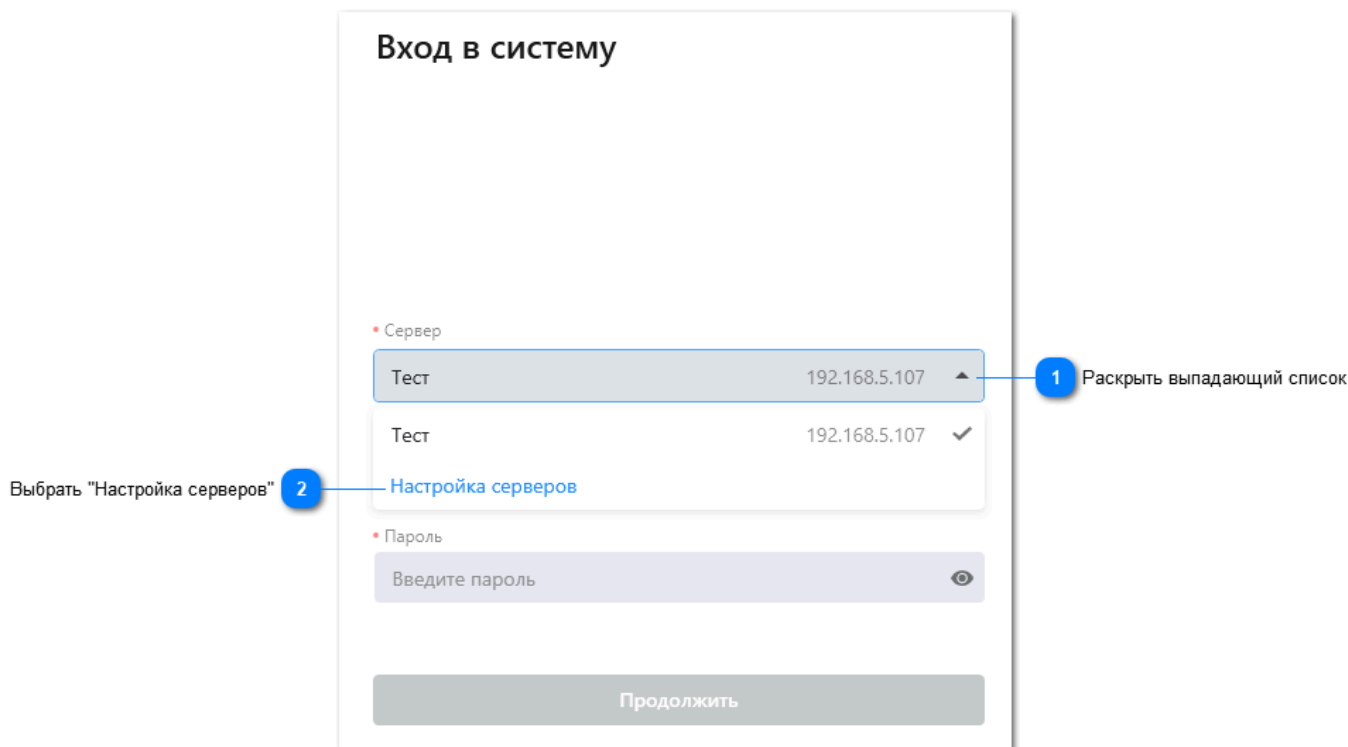 Вход в систему
• Сервер
Тест 192.168.5.107
1 Раскрыть выпадающий список
Тест 192.168.5.107
Выбрать "Настройка серверов" 2
Настройка серверов
• Пароль
Введите пароль
Продолжить